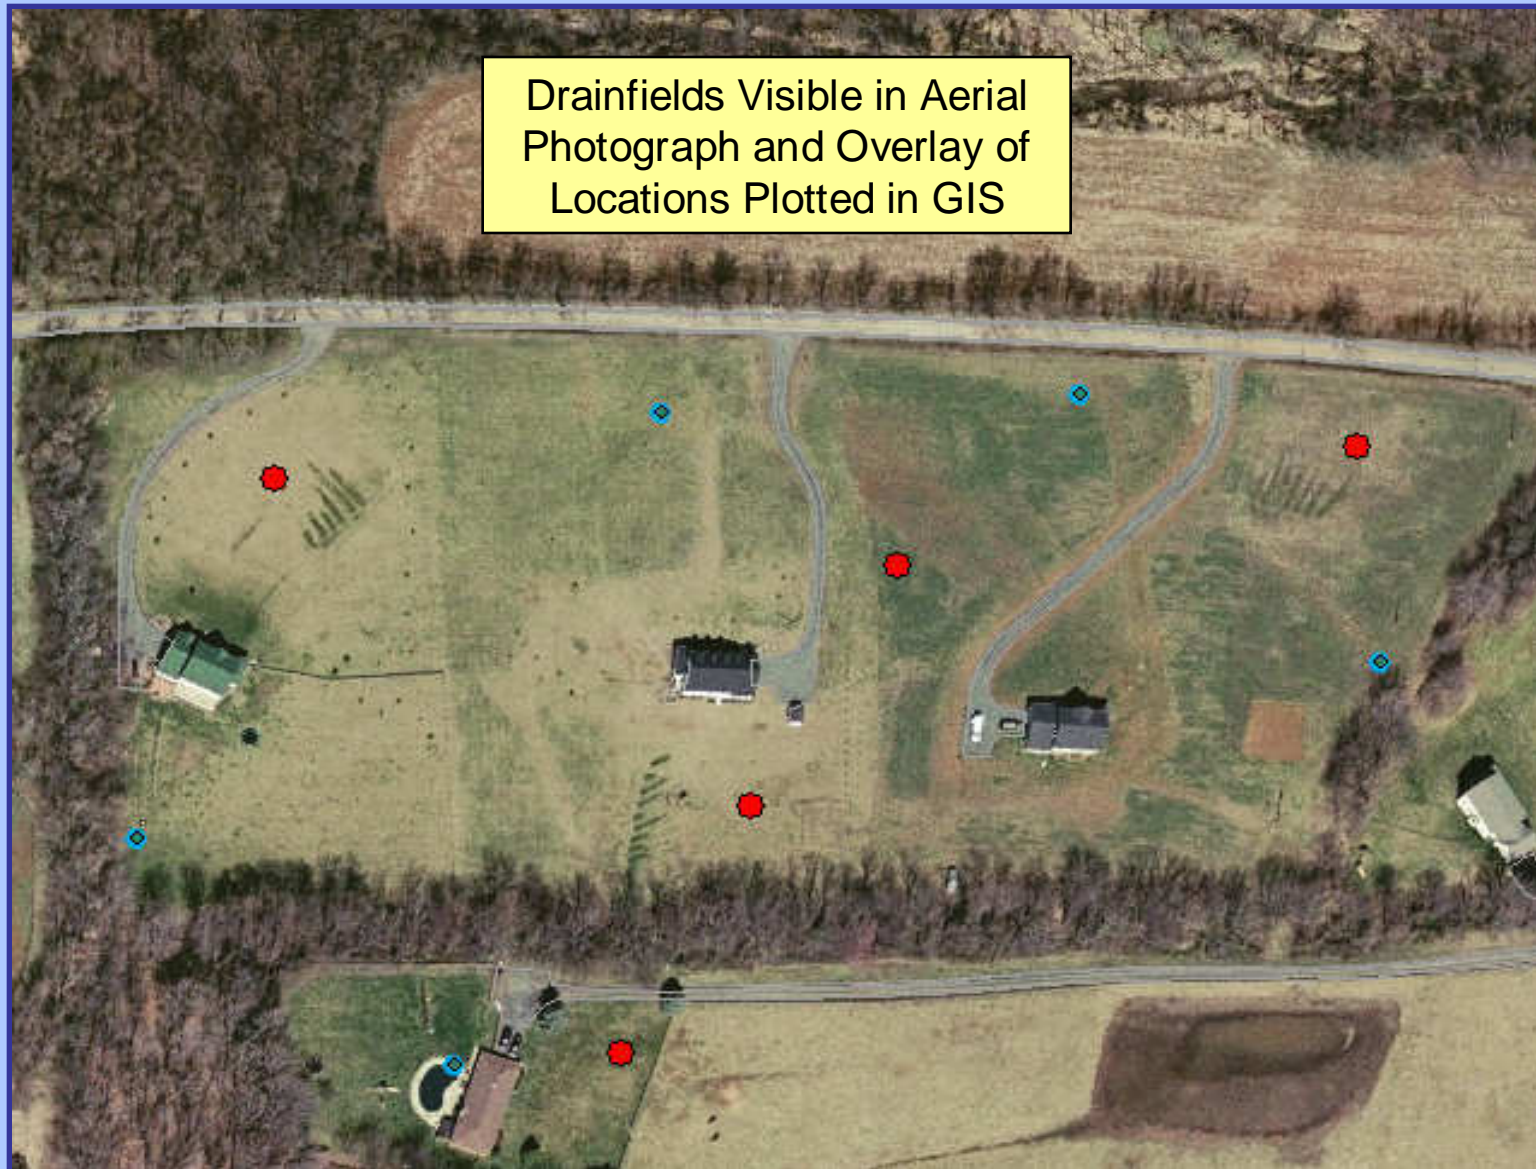 Drainfields Visible in Aerial
Photograph and Overlay of
Locations Plotted in GIS